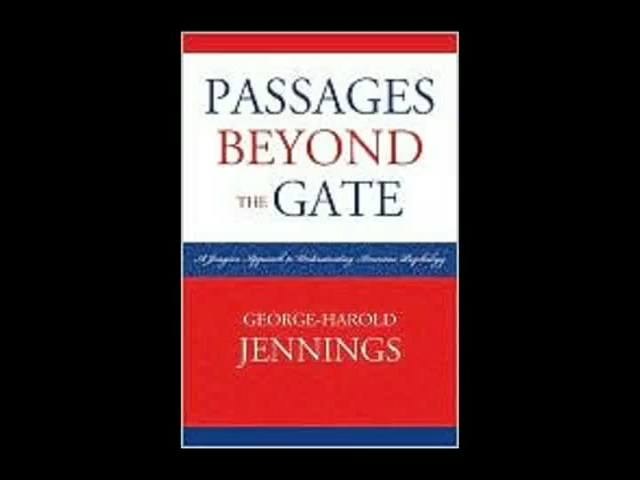 PASSAGES
BEYOND
THE GATE
A Jungian Approach to Understanding American Psychology
GEORGE-HAROLD
JENNINGS